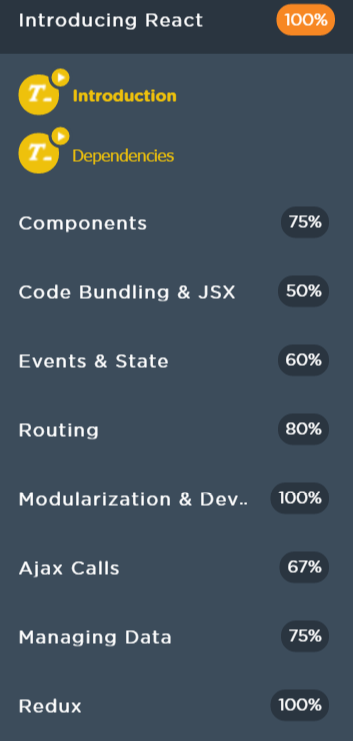 Introducing React 100%
T Introduction
T Dependencies
Components 75%
Code Bundling & JSX 50%
Events & State 60%
Routing 80%
Modularization & Dev.. 100%
Ajax Calls 67%
Managing Data 75%
Redux 100%